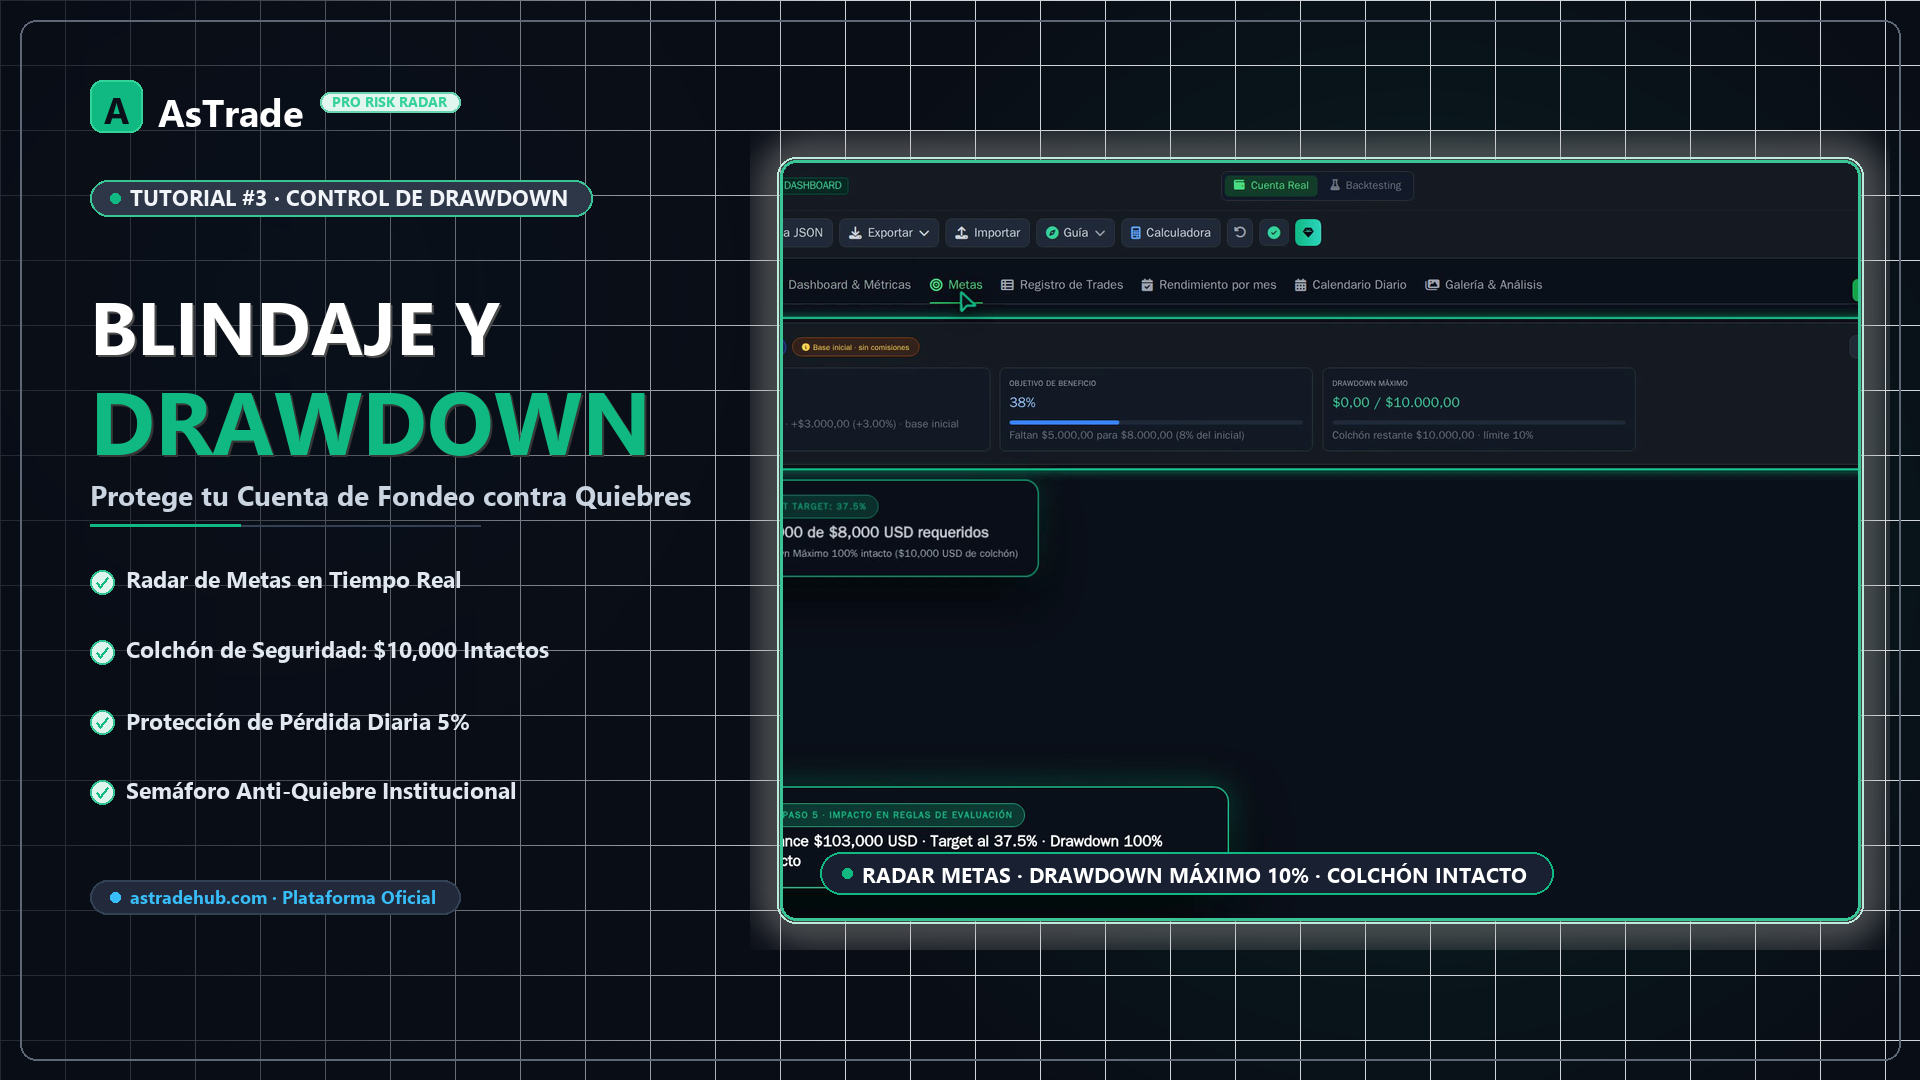 A AsTrade PRO RISK RADAR
TUTORIAL #3 · CONTROL DE DRAWDOWN
BLINDAJE Y
DRAWDOWN
Protege tu Cuenta de Fondeo contra Quiebres
Radar de Metas en Tiempo Real
Colchón de Seguridad: $10,000 Intactos
Protección de Pérdida Diaria 5%
Semáforo Anti-Quiebre Institucional
astradehub.com · Plataforma Oficial
DASHBOARD
Cuenta Real Backtesting
a JSON Exportar Importar Guía Calculadora
Dashboard & Métricas Metas Registro de Trades Rendimiento por mes Calendario Diario Galería & Análisis
Base inicial · sin comisiones
· +$3.000,00 (+3.00%) · base inicial
OBJETIVO DE BENEFICIO
38%
Faltan $5.000,00 para $8.000,00 (8% del inicial)
DRAWDOWN MÁXIMO
$0,00 / $10.000,00
Colchón restante $10.000,00 · límite 10%
T TARGET: 37.5%
00 de $8,000 USD requeridos
n Máximo 100% intacto ($10,000 USD de colchón)
PASO 5 · IMPACTO EN REGLAS DE EVALUACIÓN
nce $103,000 USD · Target al 37.5% · Drawdown 100%
cto
RADAR METAS · DRAWDOWN MÁXIMO 10% · COLCHÓN INTACTO